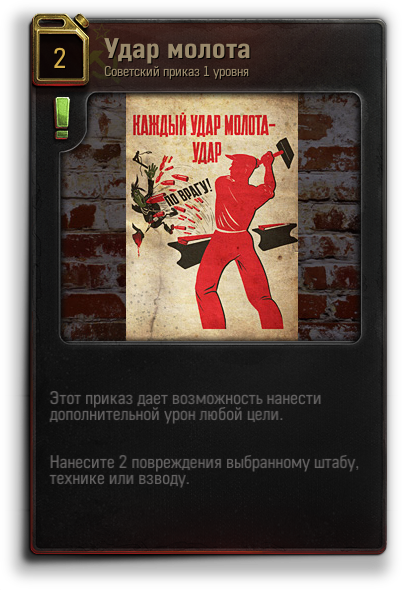 2
Удар молота
Советский приказ 1 уровня
КАЖДЫЙ УДАР МОЛОТА-
УДАР
ПО ВРАГУ!
Этот приказ дает возможность нанести
дополнительной урон любой цели.
Нанесите 2 повреждения выбранному штабу,
технике или взводу.